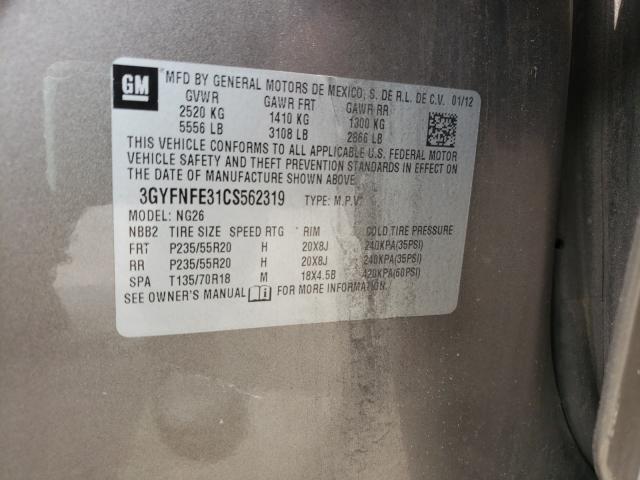 GM
MFD BY GENERAL MOTORS DE MEXICO, S. DE R.L. DE C.V. 01/12
GVWR GAWR FRT GAWR RR
2520 KG 1410 KG 1300 KG
5556 LB 3108 LB 2866 LB
THIS VEHICLE CONFORMS TO ALL APPLICABLE U.S. FEDERAL MOTOR
VEHICLE SAFETY AND THEFT PREVENTION STANDARDS IN EFFECT ON
THE DATE OF MANUFACTURE SHOWN ABOVE.
3GYFNFE31CS562319 TYPE: M.P.V
MODEL: NG26
NBB2 TIRE SIZE SPEED RTG RIM COLD TIRE PRESSURE
FRT P235/55R20 H 20X8J 240KPA(35PSI)
RR P235/55R20 H 20X8J 240KPA(35PSI)
SPA T135/70R18 M 18X4.5B 420KPA(60PSI)
SEE OWNER'S MANUAL FOR MORE INFORMATION.